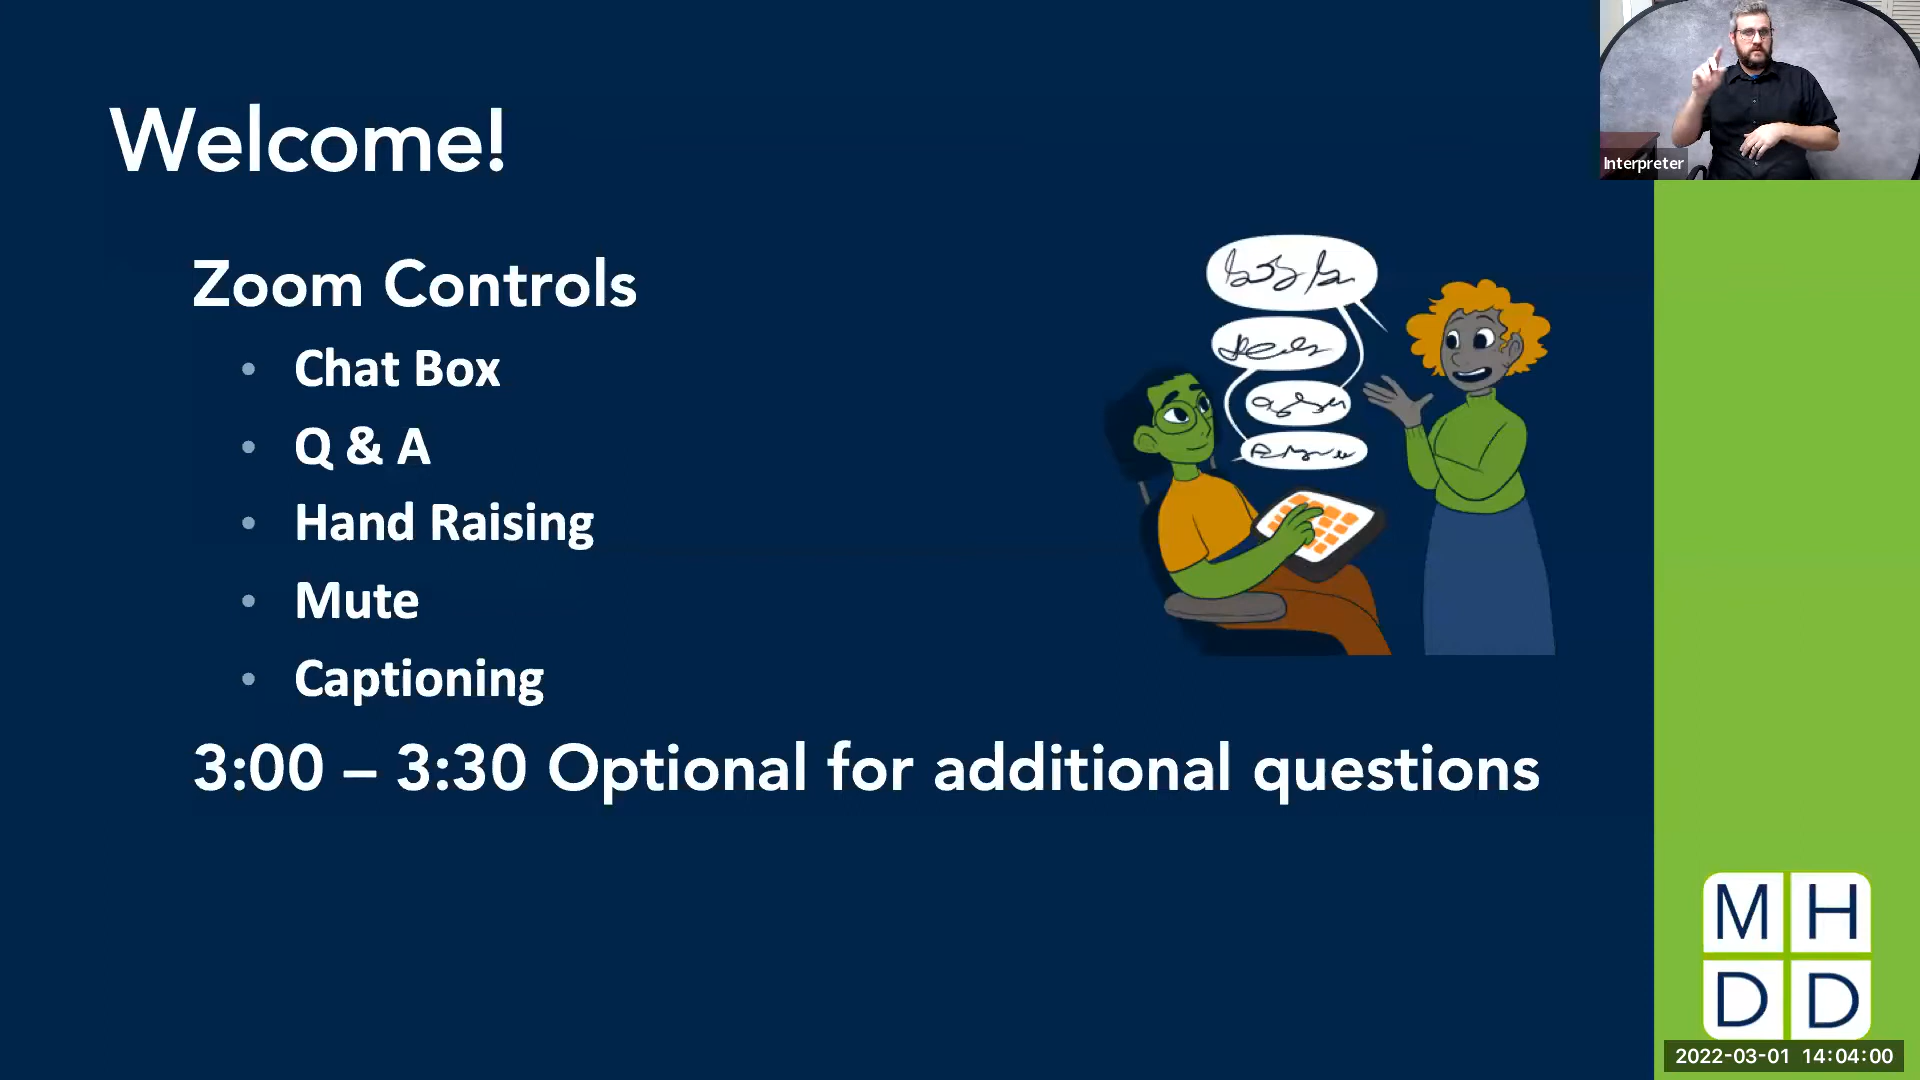 Welcome!
Zoom Controls
• Chat Box
• Q & A
• Hand Raising
• Mute
• Captioning
3:00 – 3:30 Optional for additional questions
Interpreter
M H
D D
2022-03-01 14:04:00